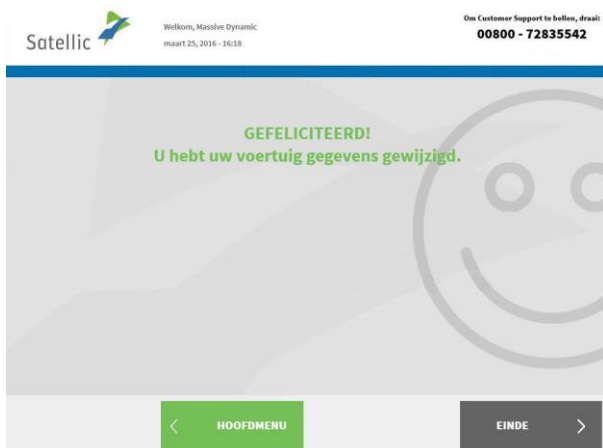 Satellic
Welkom, Massive Dynamic
maart 25, 2016 - 16:18
Om Customer Support te bellen, draai:
00800 - 72835542
GEFELICITEERD!
U hebt uw voertuig gegevens gewijzigd.
HOOFDMENU
EINDE